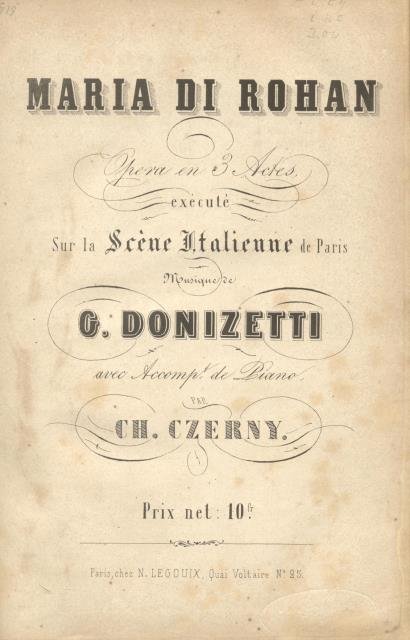 MARIA DI ROHAN
Opera en 3 Actes,
exécuté
Sur la Scène Italienne de Paris
Musique de
G. DONIZETTI
avec Accompt. de Piano,
PAR
CH. CZERNY.
Prix net: 10f.
Paris, chez N. LEGOUIX, Quai Voltaire Nº 25.